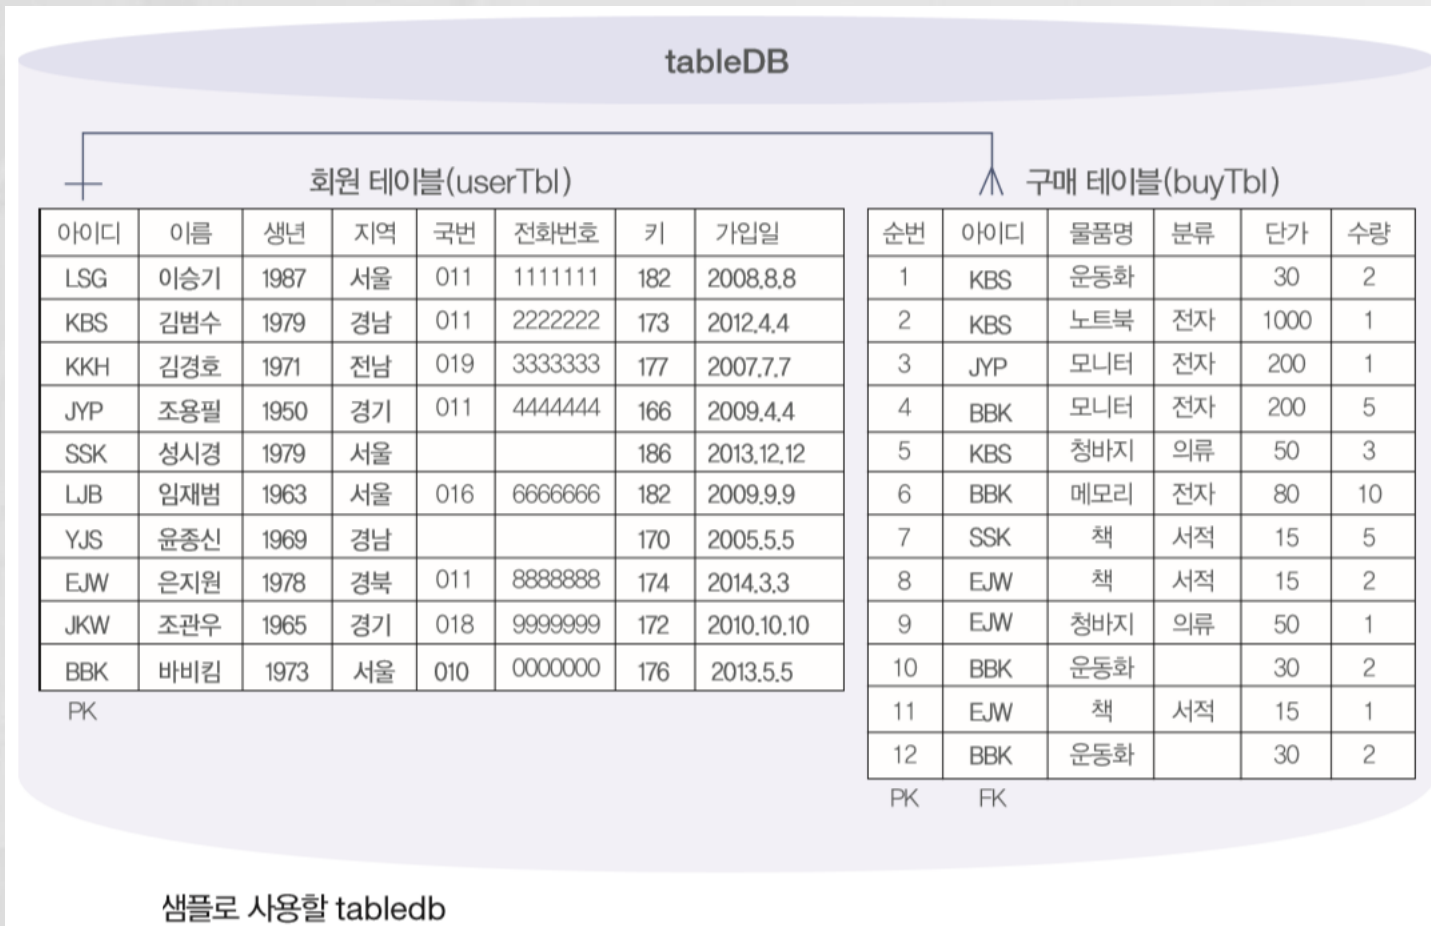 tableDB
회원 테이블(userTbl)
아이디 이름 생년 지역 국번 전화번호 키 가입일
LSG 이승기 1987 서울 011 1111111 182 2008.8.8
KBS 김범수 1979 경남 011 2222222 173 2012.4.4
KKH 김경호 1971 전남 019 3333333 177 2007.7.7
JYP 조용필 1950 경기 011 4444444 166 2009.4.4
SSK 성시경 1979 서울 186 2013.12.12
LJB 임재범 1963 서울 016 6666666 182 2009.9.9
YJS 윤종신 1969 경남 170 2005.5.5
EJW 은지원 1978 경북 011 8888888 174 2014.3.3
JKW 조관우 1965 경기 018 9999999 172 2010.10.10
BBK 바비킴 1973 서울 010 0000000 176 2013.5.5
PK
구매 테이블(buyTbl)
순번 아이디 물품명 분류 단가 수량
1 KBS 운동화 30 2
2 KBS 노트북 전자 1000 1
3 JYP 모니터 전자 200 1
4 BBK 모니터 전자 200 5
5 KBS 청바지 의류 50 3
6 BBK 메모리 전자 80 10
7 SSK 책 서적 15 5
8 EJW 책 서적 15 2
9 EJW 청바지 의류 50 1
10 BBK 운동화 30 2
11 EJW 책 서적 15 1
12 BBK 운동화 30 2
PK FK
샘플로 사용할 tabledb